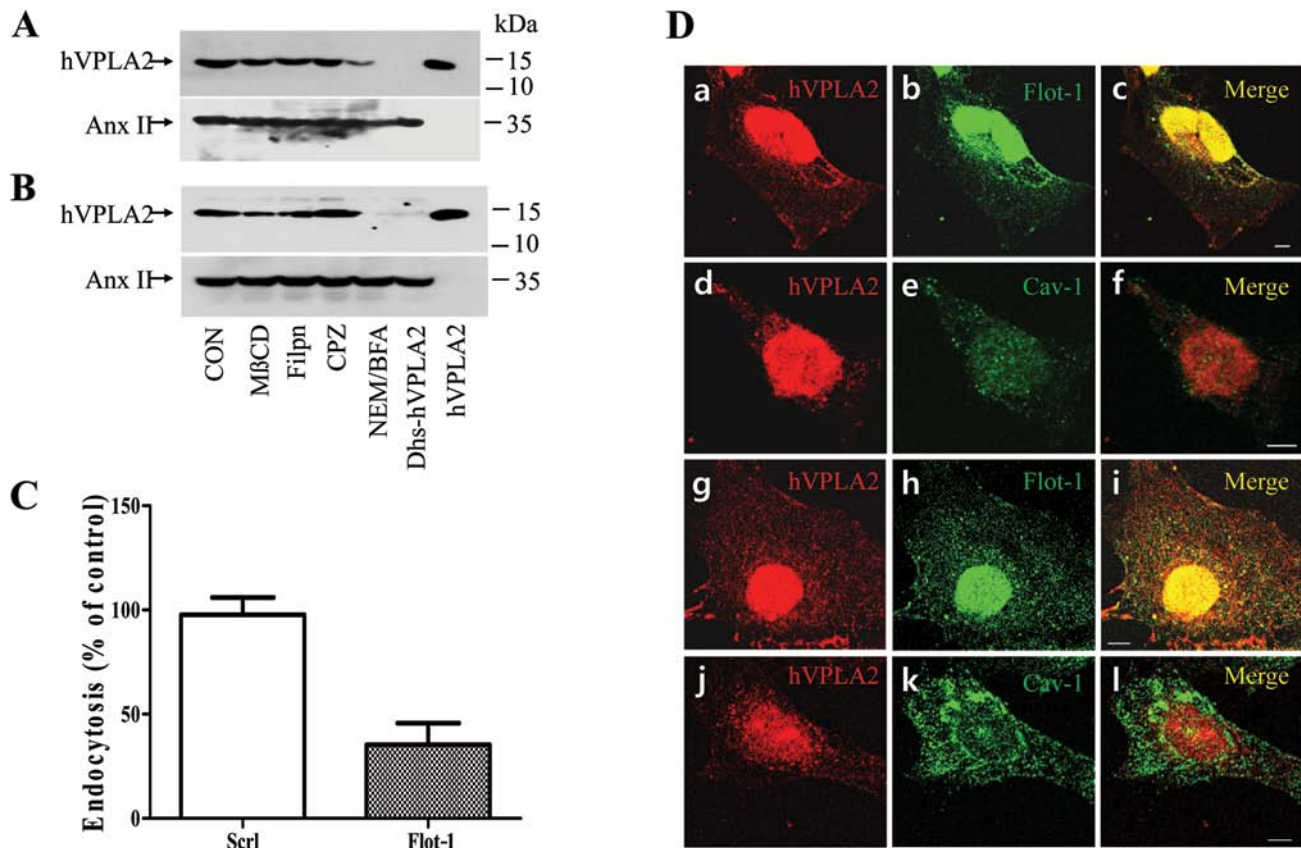 A
kDa
hVPLA2
15
10
Anx II
35
B
hVPLA2
15
10
Anx II
35
CON
MβCD
Filpn
CPZ
NEM/BFA
Dhs-hVPLA2
hVPLA2
C
Endocytosis (% of control)
150
100
50
0
Scrl
Flot-1
D
a hVPLA2
b Flot-1
c Merge
d hVPLA2
e Cav-1
f Merge
g hVPLA2
h Flot-1
i Merge
j hVPLA2
k Cav-1
l Merge